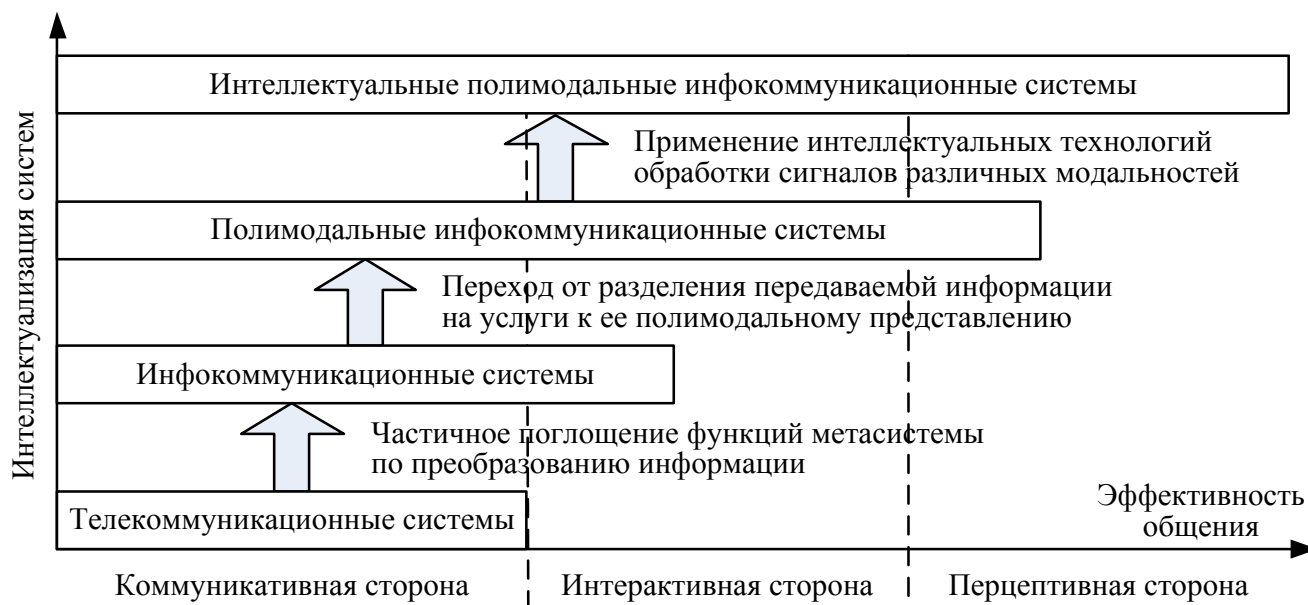 Интеллектуализация систем
Интеллектуальные полимодальные инфокоммуникационные системы
Применение интеллектуальных технологий
обработки сигналов различных модальностей
Полимодальные инфокоммуникационные системы
Переход от разделения передаваемой информации
на услуги к ее полимодальному представлению
Инфокоммуникационные системы
Частичное поглощение функций метасистемы
по преобразованию информации
Телекоммуникационные системы
Эффективность
общения
Коммуникативная сторона
Интерактивная сторона
Перцептивная сторона